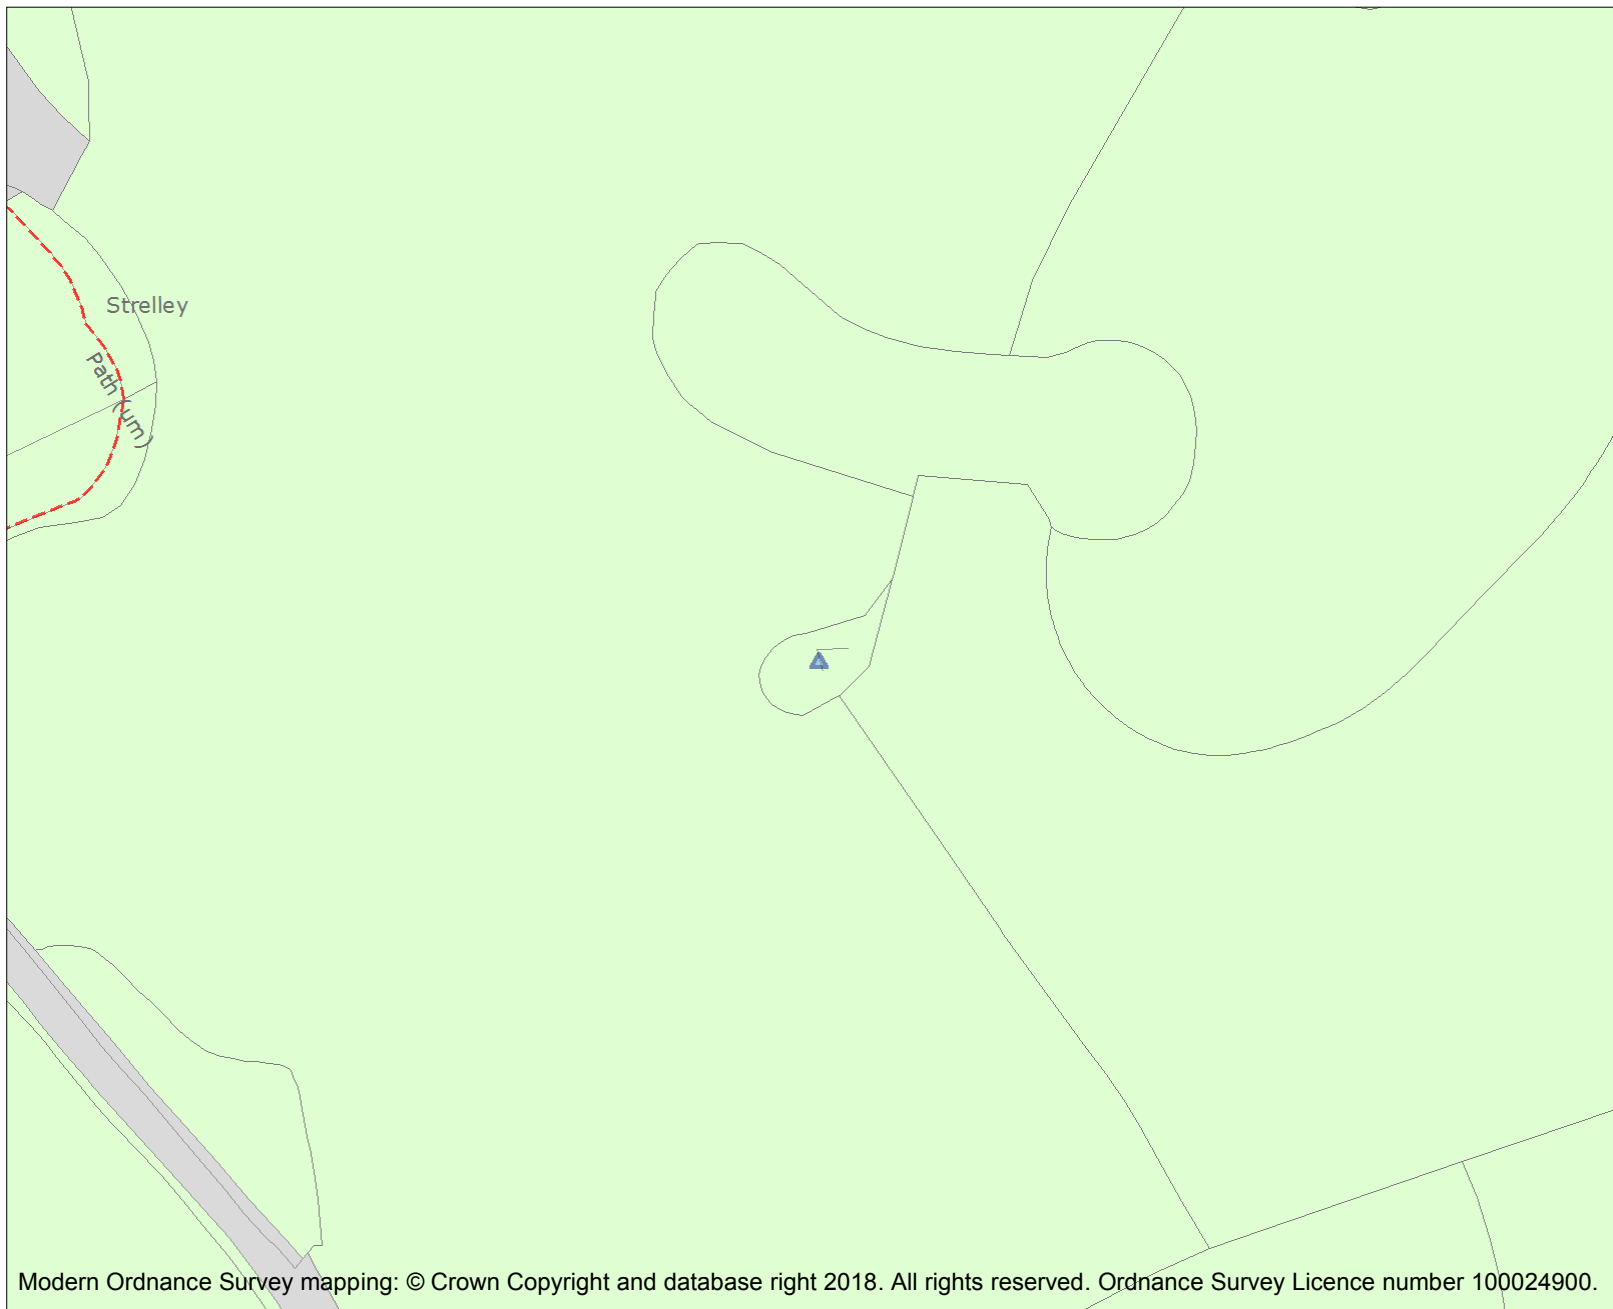 Strelley
Path (um)
Modern Ordnance Survey mapping: © Crown Copyright and database right 2018. All rights reserved. Ordnance Survey Licence number 100024900.